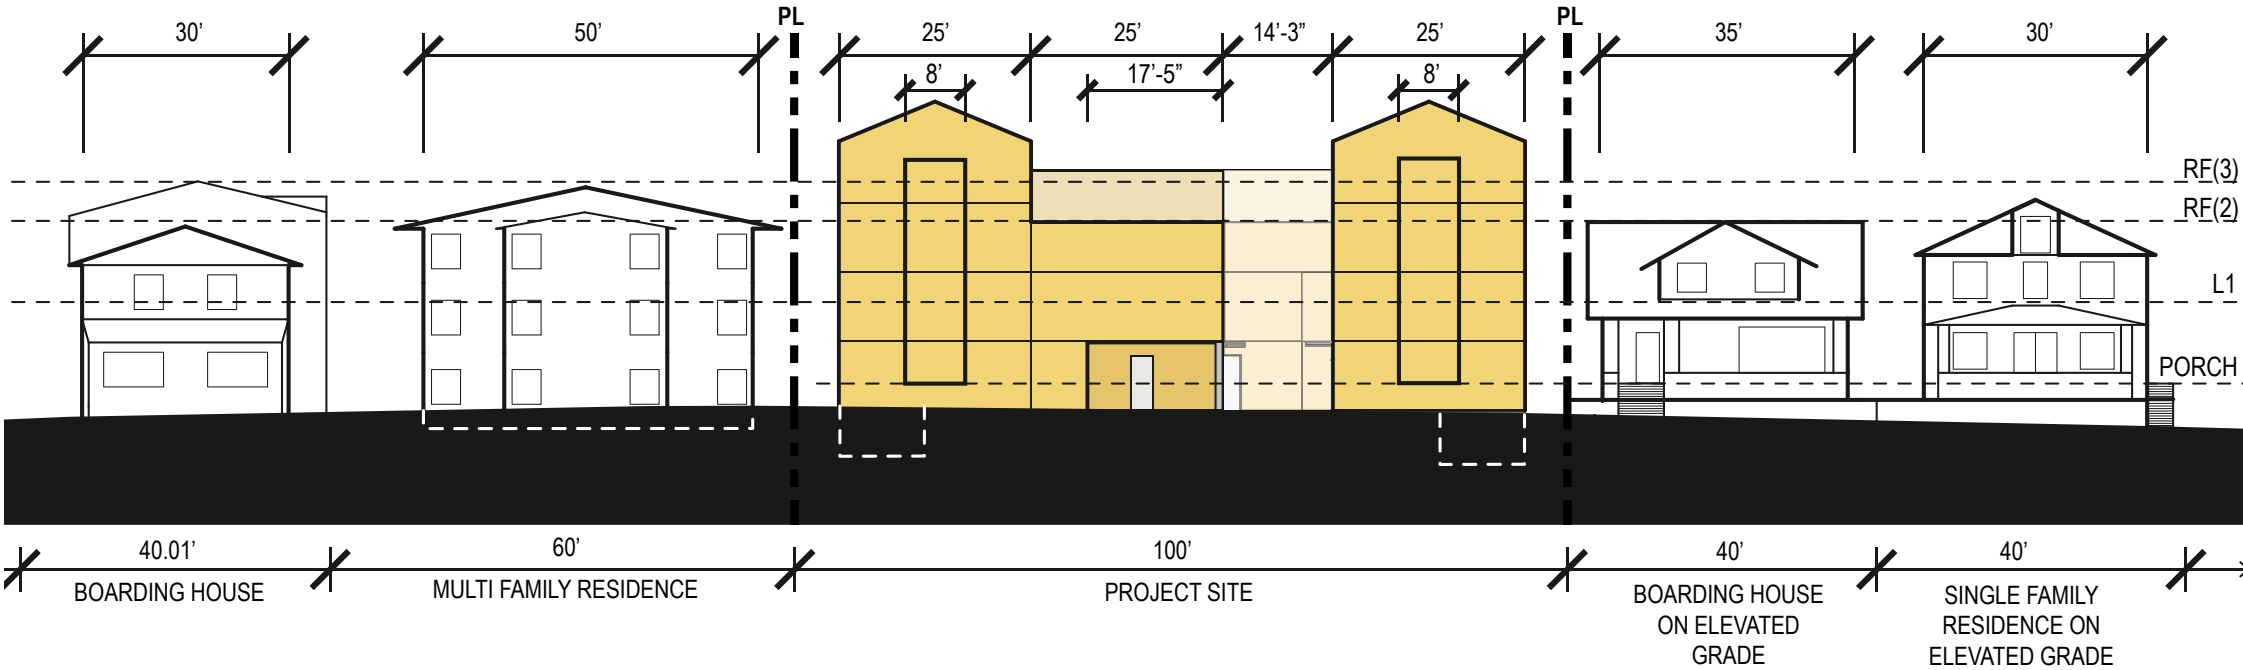 PL
PL
30’
50’
25’
25’
14’-3”
25’
35’
30’
8’
17’-5”
8’
RF(3)
RF(2)
L1
PORCH
40.01’
60’
100’
40’
40’
BOARDING HOUSE
MULTI FAMILY RESIDENCE
PROJECT SITE
BOARDING HOUSE
ON ELEVATED
GRADE
SINGLE FAMILY
RESIDENCE ON
ELEVATED GRADE